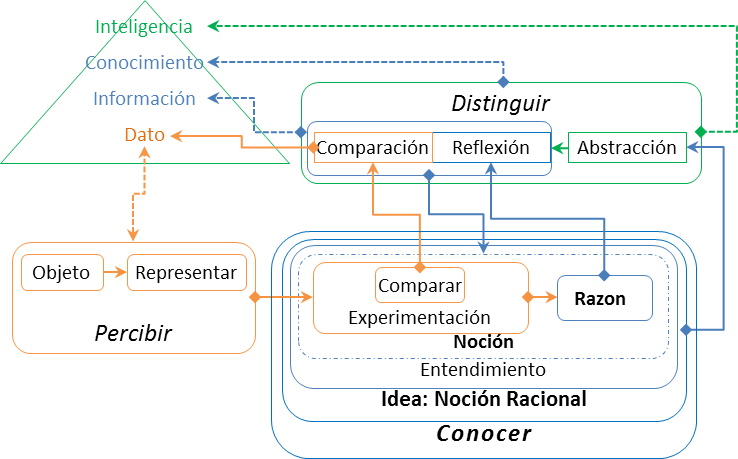 Inteligencia
Conocimiento
Información
Dato
Distinguir
Comparación
Reflexión
Abstracción
Objeto
Representar
Percibir
Comparar
Experimentación
Razon
Noción
Entendimiento
Idea: Noción Racional
Conocer